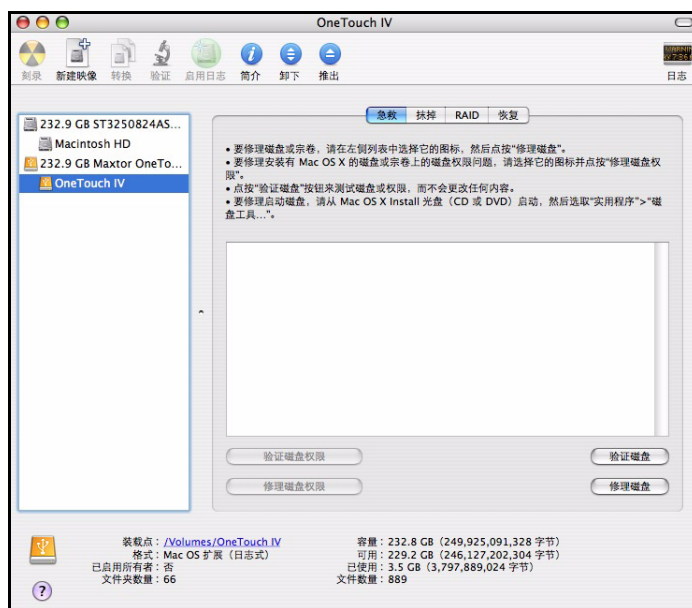 OneTouch IV
刻录 新建映像 转换 验证 启用日志 简介 卸下 推出 日志
232.9 GB ST3250824AS...
Macintosh HD
232.9 GB Maxtor OneTo...
OneTouch IV
急救 抹掉 RAID 恢复
• 要修理磁盘或宗卷，请在左侧列表中选择它的图标，然后点按“修理磁盘”。
• 要修理安装有 Mac OS X 的磁盘或宗卷上的磁盘权限问题，请选择它的图标并点按“修理磁盘权
限”。
• 点按“验证磁盘”按钮来测试磁盘或权限，而不会更改任何内容。
• 要修理启动磁盘，请从 Mac OS X Install 光盘（CD 或 DVD）启动，然后选取“实用程序”>“磁
盘工具...”。
验证磁盘权限 验证磁盘
修理磁盘权限 修理磁盘
装载点：/Volumes/OneTouch IV 容量：232.8 GB（249,925,091,328 字节）
格式：Mac OS 扩展（日志式） 可用：229.2 GB（246,127,202,304 字节）
已启用所有者：否 已使用：3.5 GB（3,797,889,024 字节）
文件夹数量：66 文件数量：889
?